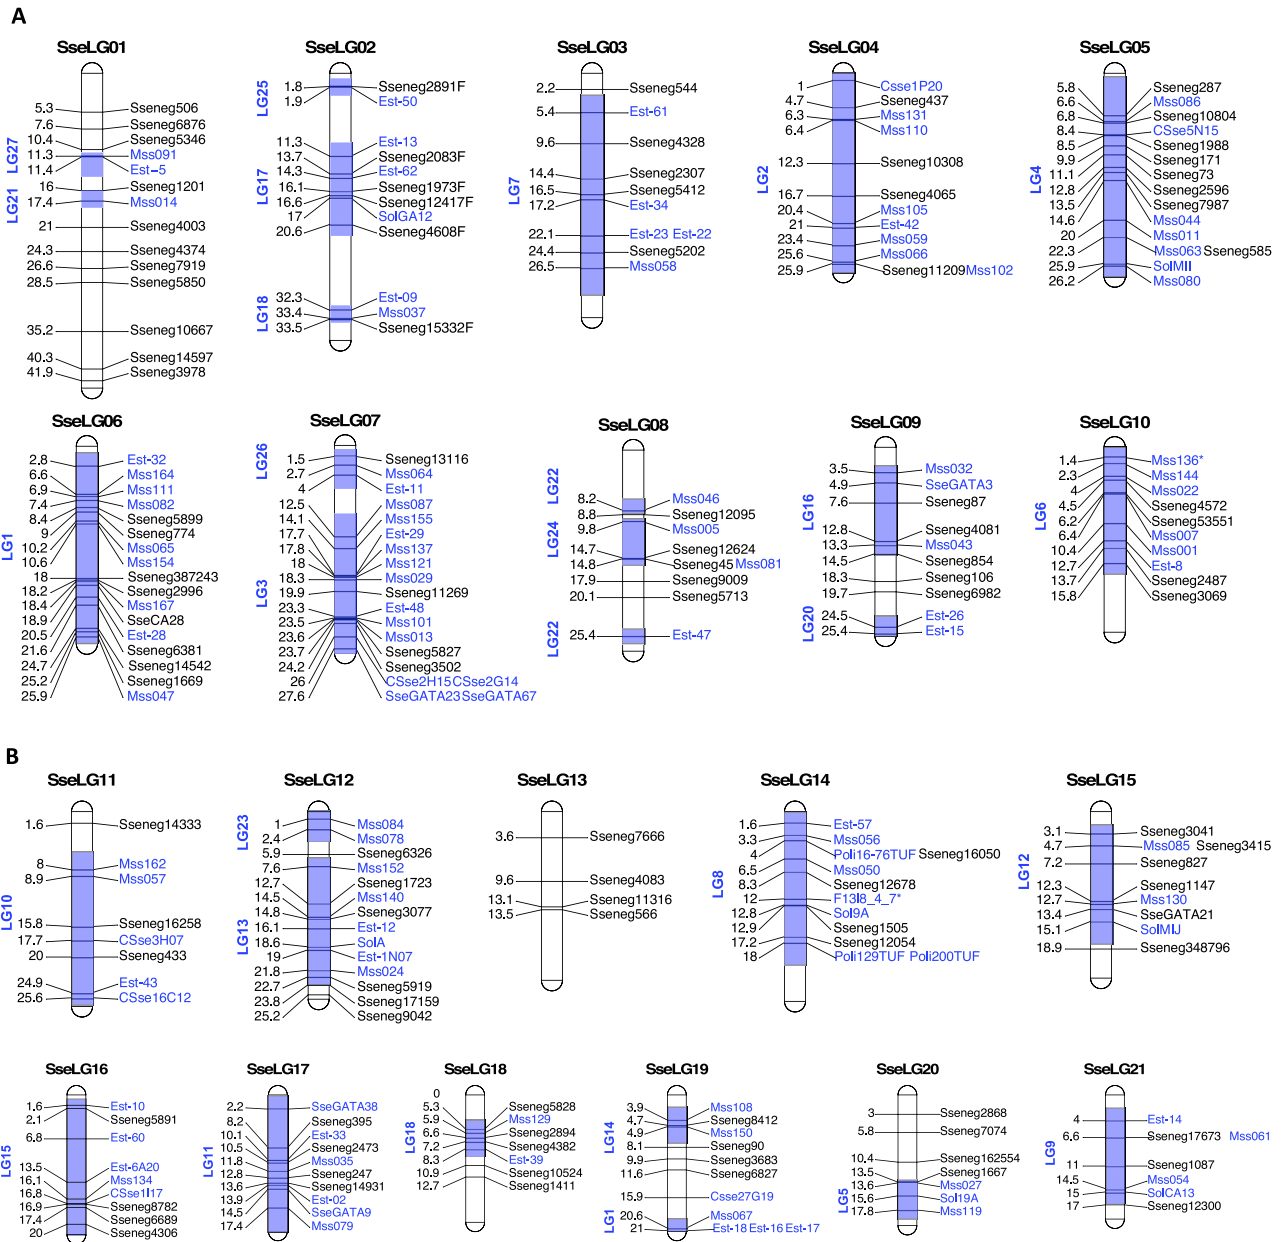 A
SseLG01
LG27
LG21
5.3 Sseneg506
7.6 Sseneg6876
10.4 Sseneg5346
11.3 Mss091
11.4 Est-5
16 Sseneg1201
17.4 Mss014
21 Sseneg4003
24.3 Sseneg4374
26.6 Sseneg7919
28.5 Sseneg5850
35.2 Sseneg10667
40.3 Sseneg14597
41.9 Sseneg3978
SseLG02
LG25
LG17
LG18
1.8 Sseneg2891F
1.9 Est-50
11.3 Est-13
13.7 Sseneg2083F
14.3 Est-62
16.1 Sseneg1973F
16.6 Sseneg12417F
17 SolGA12
20.6 Sseneg4608F
32.3 Est-09
33.4 Mss037
33.5 Sseneg15332F
SseLG03
LG7
2.2 Sseneg544
5.4 Est-61
9.6 Sseneg4328
14.4 Sseneg2307
16.5 Sseneg5412
17.2 Est-34
22.1 Est-23 Est-22
24.4 Sseneg5202
26.5 Mss058
SseLG04
LG2
1 Csse1P20
4.7 Sseneg437
6.3 Mss131
6.4 Mss110
12.3 Sseneg10308
16.7 Sseneg4065
20.4 Mss105
21 Est-42
23.4 Mss059
25.6 Mss066
25.9 Sseneg11209Mss102
SseLG05
LG4
5.8 Sseneg287
6.6 Mss086
6.8 Sseneg10804
8.4 CSse5N15
8.5 Sseneg1988
9.9 Sseneg171
11.1 Sseneg73
12.8 Sseneg2596
13.5 Sseneg7987
14.6 Mss044
20 Mss011
22.3 Mss063Sseneg585
25.9 SolMII
26.2 Mss080
SseLG06
LG1
2.8 Est-32
6.6 Mss164
6.9 Mss111
7.4 Mss082
8.4 Sseneg5899
9 Sseneg774
10.2 Mss065
10.6 Mss154
18 Sseneg387243
18.2 Sseneg2996
18.4 Mss167
18.9 SseCA28
20.5 Est-28
21.6 Sseneg6381
24.7 Sseneg14542
25.2 Sseneg1669
25.9 Mss047
SseLG07
LG26
LG3
1.5 Sseneg13116
2.7 Mss064
4 Est-11
12.5 Mss087
14.1 Mss155
17.7 Est-29
17.8 Mss137
18 Mss121
18.3 Mss029
19.9 Sseneg11269
23.3 Est-48
23.5 Mss101
23.6 Mss013
23.7 Sseneg5827
24.2 Sseneg3502
26 CSse2H15CSse2G14
27.6 SseGATA23SseGATA67
SseLG08
LG22
LG24
LG22
8.2 Mss046
8.8 Sseneg12095
9.8 Mss005
14.7 Sseneg12624
14.8 Sseneg45 Mss081
17.9 Sseneg9009
20.1 Sseneg5713
25.4 Est-47
SseLG09
LG16
LG20
3.5 Mss032
4.9 SseGATA3
7.6 Sseneg87
12.8 Sseneg4081
13.3 Mss043
14.5 Sseneg854
18.3 Sseneg106
19.7 Sseneg6982
24.5 Est-26
25.4 Est-15
SseLG10
LG6
1.4 Mss136*
2.3 Mss144
4 Mss022
4.5 Sseneg4572
6.2 Sseneg53551
6.4 Mss007
10.4 Mss001
12.7 Est-8
13.7 Sseneg2487
15.8 Sseneg3069
B
SseLG11
LG10
1.6 Sseneg14333
8 Mss162
8.9 Mss057
15.8 Sseneg16258
17.7 CSse3H07
20 Sseneg433
24.9 Est-43
25.6 CSse16C12
SseLG12
LG23
LG13
1 Mss084
2.4 Mss078
5.9 Sseneg6326
7.6 Mss152
12.7 Sseneg1723
14.5 Mss140
14.8 Sseneg3077
16.1 Est-12
18.6 SolA
19 Est-1N07
21.8 Mss024
22.7 Sseneg5919
23.8 Sseneg17159
25.2 Sseneg9042
SseLG13
3.6 Sseneg7666
9.6 Sseneg4083
13.1 Sseneg11316
13.5 Sseneg566
SseLG14
LG8
1.6 Est-57
3.3 Mss056
4 Poli16-76TUF Sseneg16050
6.5 Mss050
8.3 Sseneg12678
12 F13I8_4_7*
12.8 Sol9A
12.9 Sseneg1505
17.2 Sseneg12054
18 Poli129TUF Poli200TUF
SseLG15
LG12
3.1 Sseneg3041
4.7 Mss085 Sseneg3415
7.2 Sseneg827
12.3 Sseneg1147
12.7 Mss130
13.4 SseGATA21
15.1 SolMIJ
18.9 Sseneg348796
SseLG16
LG15
1.6 Est-10
2.1 Sseneg5891
6.8 Est-60
13.5 Est-6A20
16.1 Mss134
16.8 CSse1I17
16.9 Sseneg8782
17.4 Sseneg6689
20 Sseneg4306
SseLG17
LG11
2.2 SseGATA38
8.2 Sseneg395
10.1 Est-33
10.5 Sseneg2473
11.8 Mss035
12.8 Sseneg247
13.6 Sseneg14931
13.9 Est-02
14.5 SseGATA9
17.4 Mss079
SseLG18
LG18
0
5.3 Sseneg5828
5.9 Mss129
6.6 Sseneg2894
7.2 Sseneg4382
8.3 Est-39
10.9 Sseneg10524
12.7 Sseneg1411
SseLG19
LG14
LG1
3.9 Mss108
4.7 Sseneg8412
4.9 Mss150
8.1 Sseneg90
9.9 Sseneg3683
11.6 Sseneg6827
15.9 Csse27G19
20.6 Mss067
21 Est-18 Est-16 Est-17
SseLG20
LG5
3 Sseneg2868
5.8 Sseneg7074
10.4 Sseneg162554
13.5 Sseneg1667
13.6 Mss027
15.6 Sol19A
17.8 Mss119
SseLG21
LG9
4 Est-14
6.6 Sseneg17673 Mss061
11 Sseneg1087
14.5 Mss054
15 SolCA13
17 Sseneg12300